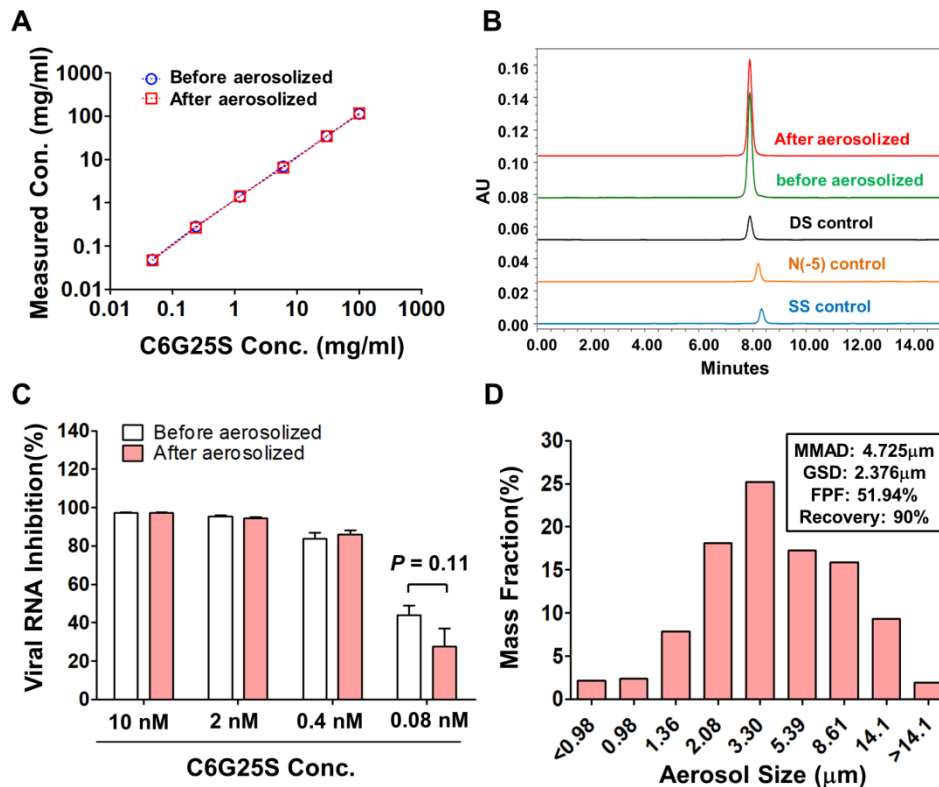 A
Measured Con. (mg/ml)
1000
100
10
1
0.1
0.01
Before aerosolized
After aerosolized
0.01 0.1 1 10 100 1000
C6G25S Conc. (mg/ml)
B
AU
0.16
0.14
0.12
0.10
0.08
0.06
0.04
0.02
0.00
After aerosolized
before aerosolized
DS control
N(-5) control
SS control
0.00 2.00 4.00 6.00 8.00 10.00 12.00 14.00
Minutes
C
Viral RNA Inhibition(%)
140
120
100
80
60
40
20
0
Before aerosolized
After aerosolized
P = 0.11
10 nM 2 nM 0.4 nM 0.08 nM
C6G25S Conc.
D
Mass Fraction(%)
30
25
20
15
10
5
0
MMAD: 4.725μm
GSD: 2.376μm
FPF: 51.94%
Recovery: 90%
<0.98 0.98 1.36 2.08 3.30 5.39 8.61 14.1 >14.1
Aerosol Size (μm)